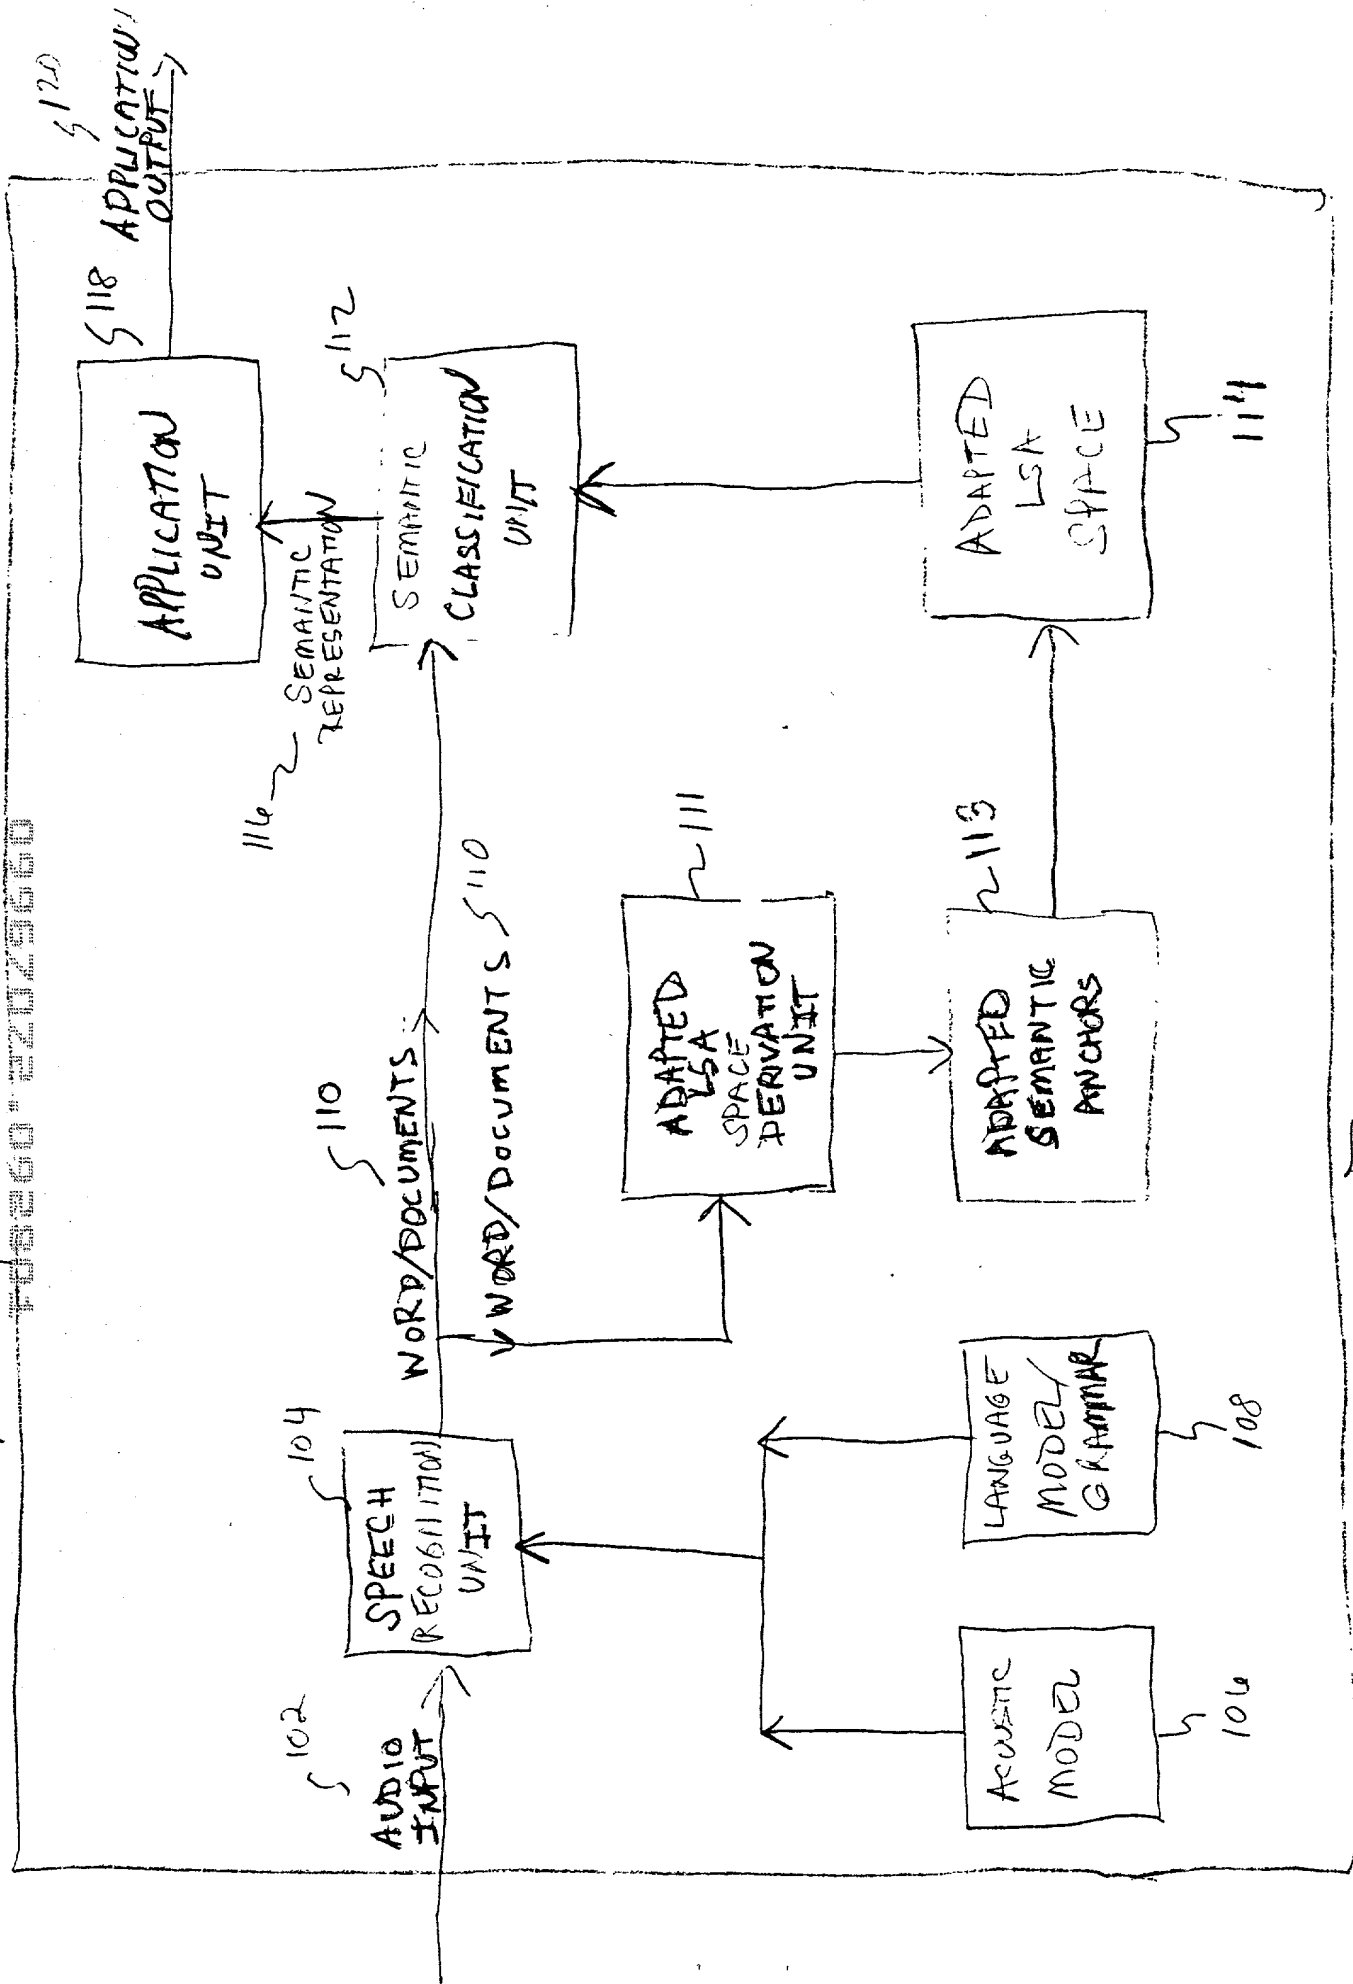 120
APPLICATION
OUTPUT
118
APPLICATION
UNIT
116
SEMANTIC
REPRESENTATION
112
SEMANTIC
CLASSIFICATION
UNIT
110
WORD/DOCUMENTS
WORD/DOCUMENTS
110
104
SPEECH
RECOGNITION
UNIT
102
AUDIO
INPUT
111
ADAPTED
LSA
SPACE
DERIVATION
UNIT
113
ADAPTED
SEMANTIC
ANCHORS
ADAPTED
LSA
SPACE
114
LANGUAGE
MODEL/
GRAMMAR
108
ACOUSTIC
MODEL
106